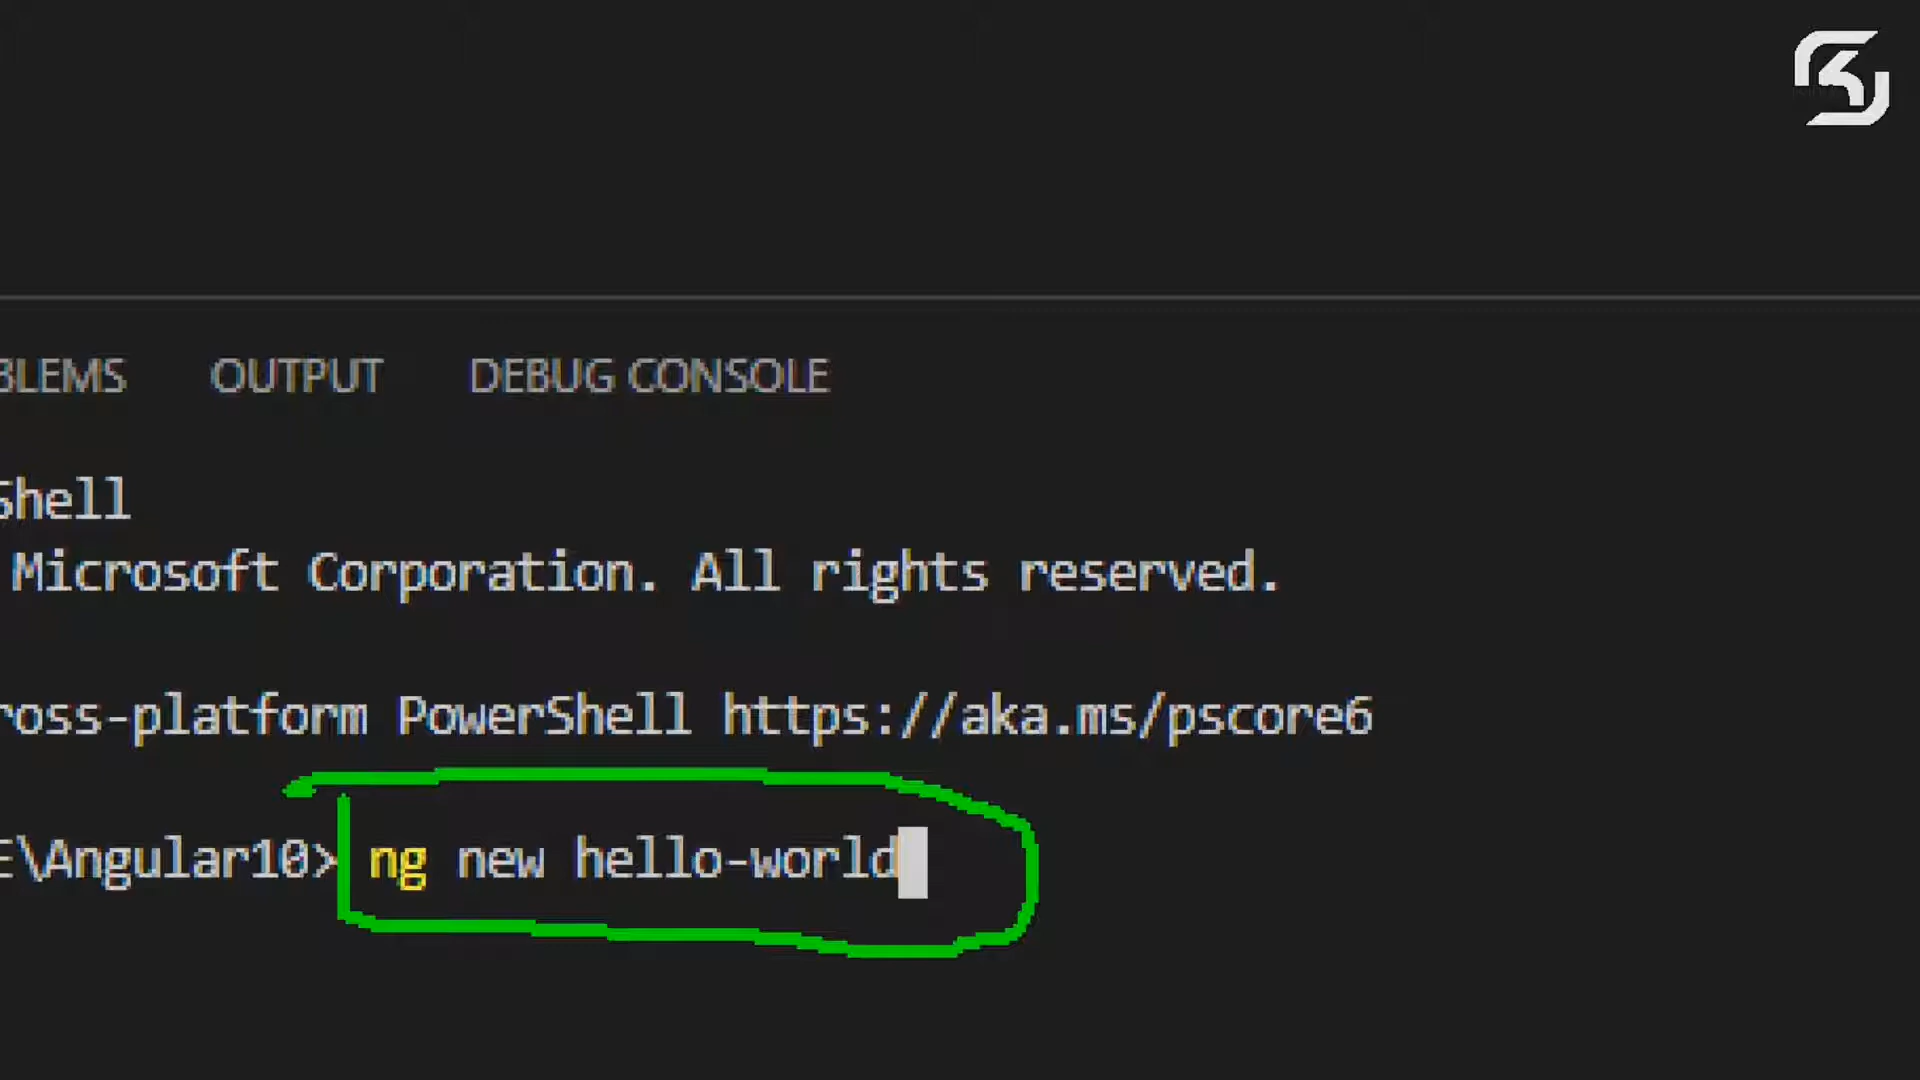 BLEMS OUTPUT DEBUG CONSOLE
Shell
Microsoft Corporation. All rights reserved.
ross-platform PowerShell https://aka.ms/pscore6
E\Angular10> ng new hello-world